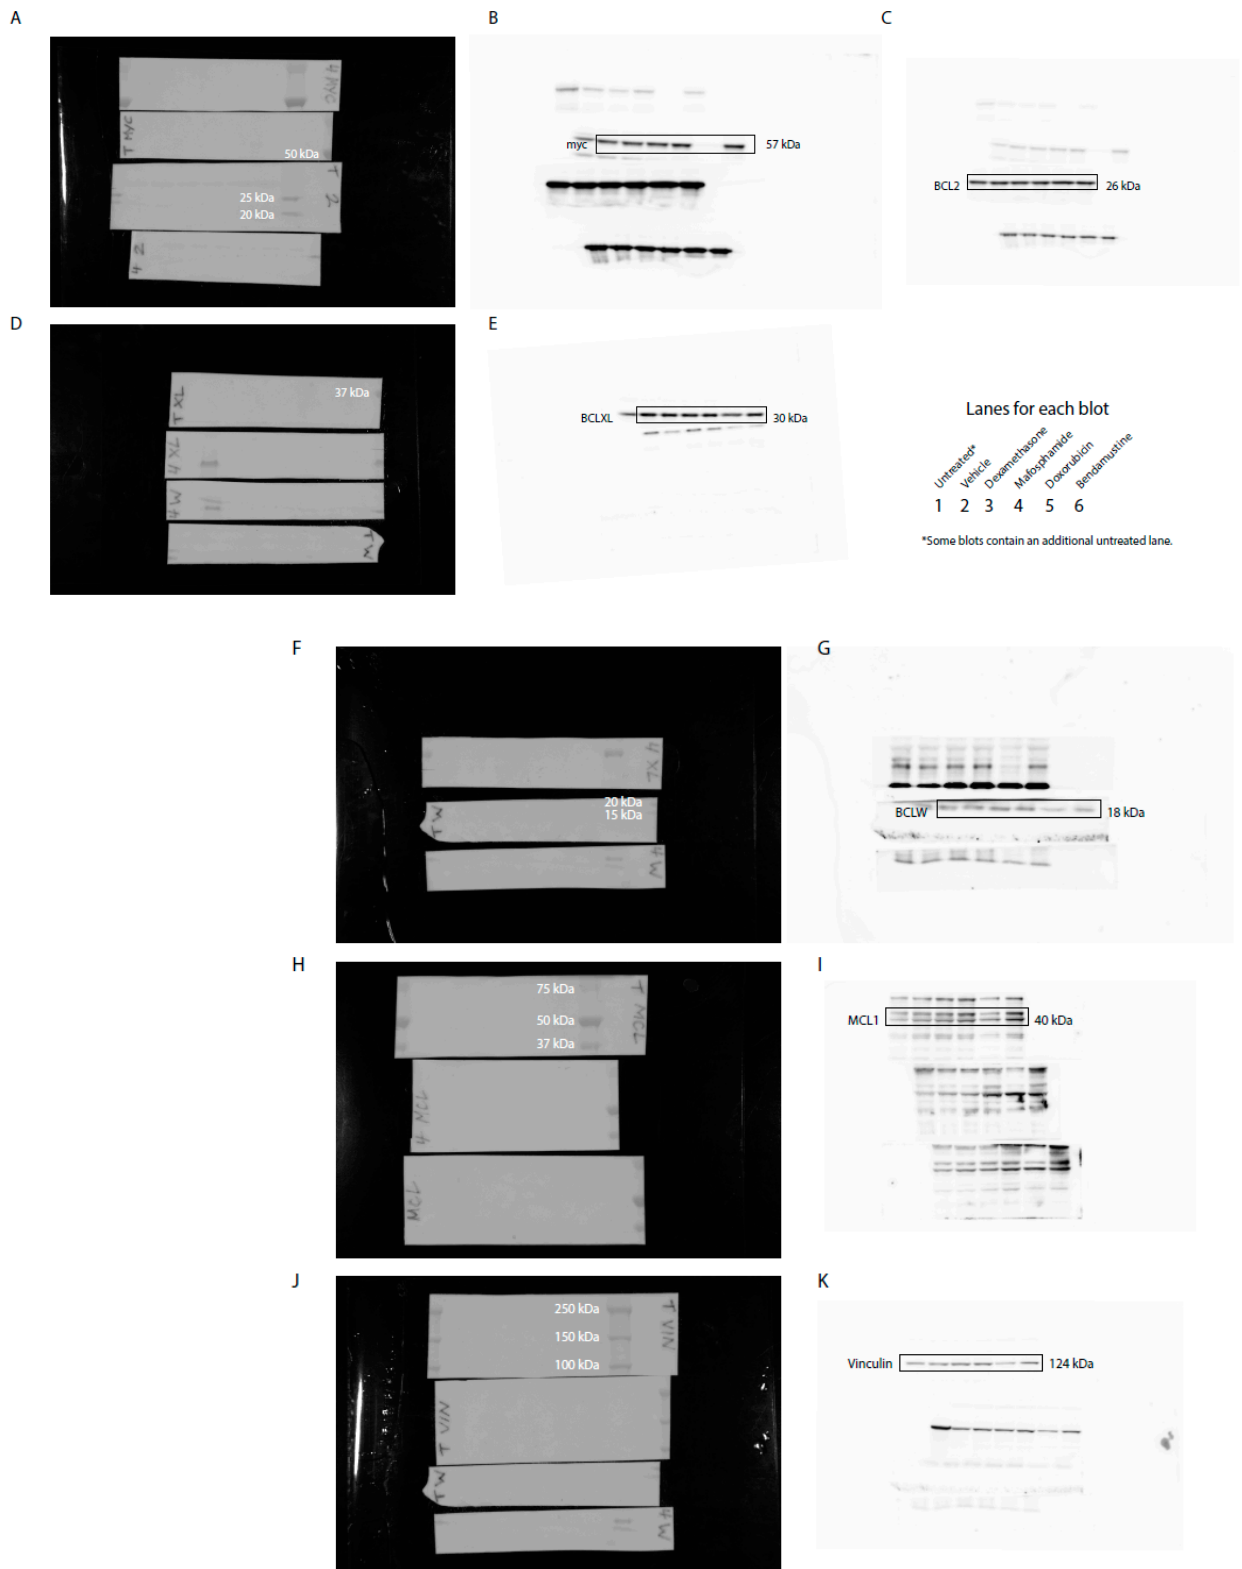 A
B
C
4 MYC
T MYC
50 kDa
T 2
25 kDa
20 kDa
4 2
myc
57 kDa
BCL2
26 kDa
D
E
T XL
37 kDa
4 XL
4 W
T W
BCLXL
30 kDa
Lanes for each blot
Untreated*
Vehicle
Dexamethasone
Mafosphamide
Doxorubicin
Bendamustine
1 2 3 4 5 6
*Some blots contain an additional untreated lane.
F
G
4 XL
20 kDa
15 kDa
T W
4 W
BCLW
18 kDa
H
I
75 kDa
50 kDa
37 kDa
T MCL
4 MCL
MCL
MCL1
40 kDa
J
K
250 kDa
150 kDa
100 kDa
T VIN
T VIN
T W
4 W
Vinculin
124 kDa